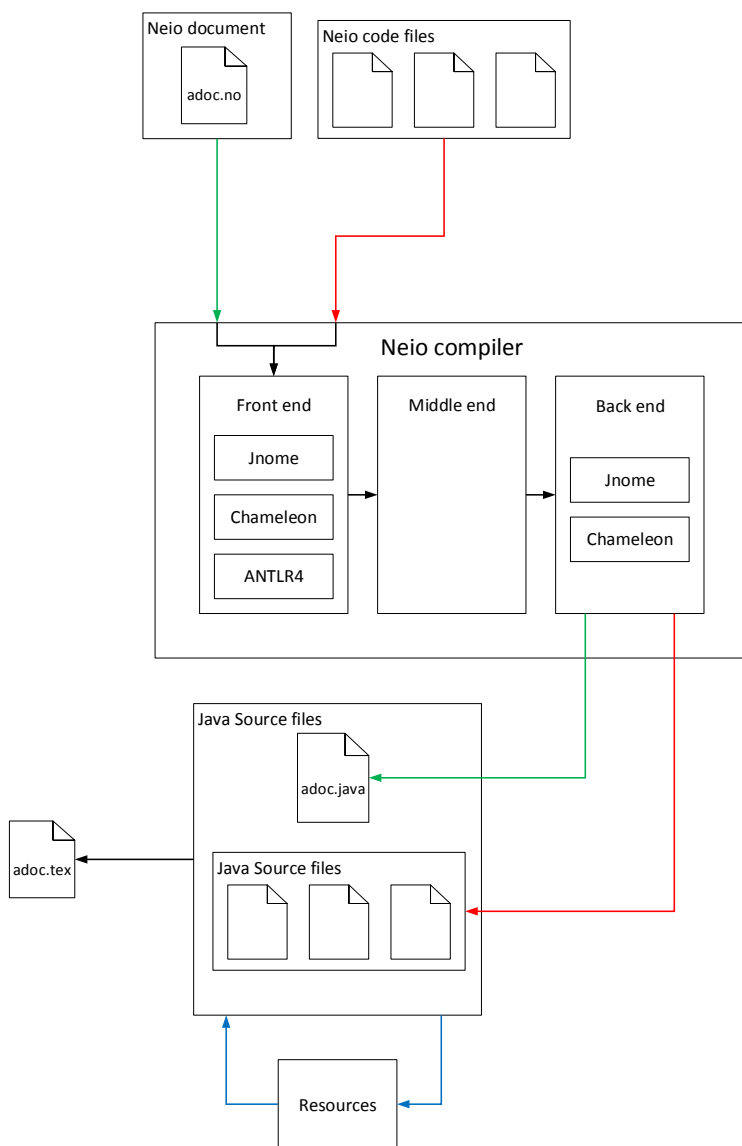 Neio document
adoc.no
Neio code files
Neio compiler
Front end
Jnome
Chameleon
ANTLR4
Middle end
Back end
Jnome
Chameleon
Java Source files
adoc.java
adoc.tex
Java Source files
Resources